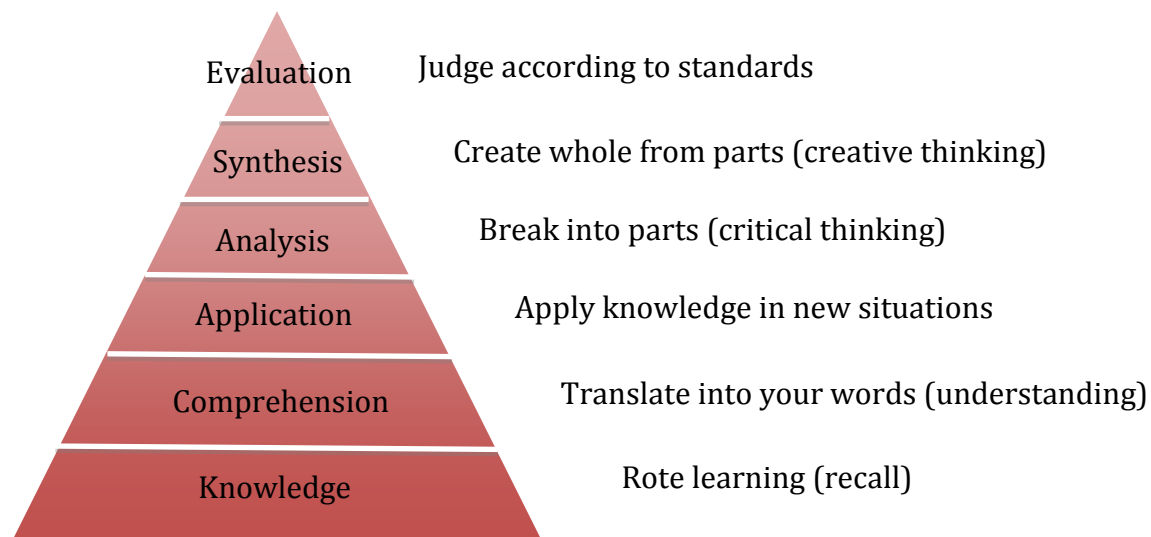 Evaluation Judge according to standards
Synthesis Create whole from parts (creative thinking)
Analysis Break into parts (critical thinking)
Application Apply knowledge in new situations
Comprehension Translate into your words (understanding)
Knowledge Rote learning (recall)